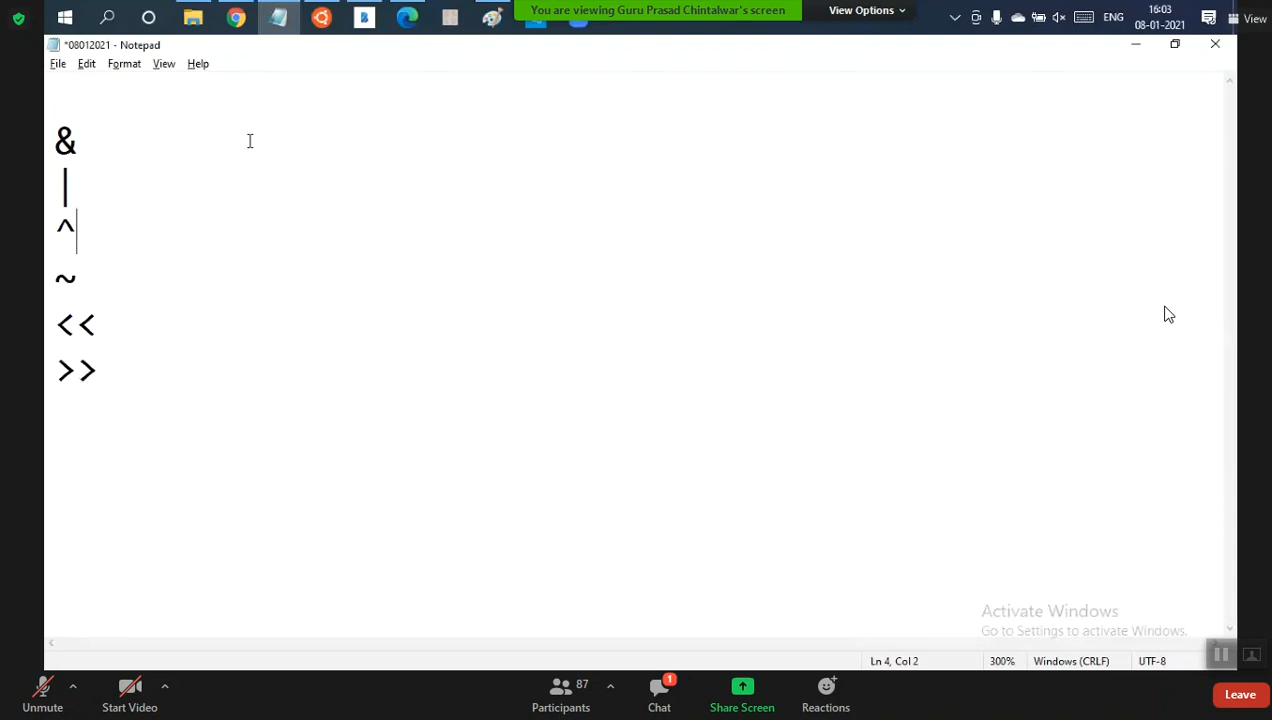 You are viewing Guru Prasad Chintalwar's screen
View Options
ENG
16:03
08-01-2021
View
*08012021 - Notepad
File Edit Format View Help
&
|
^
~
<<
>>
Activate Windows
Go to Settings to activate Windows.
Ln 4, Col 2
300%
Windows (CRLF)
UTF-8
Unmute
Start Video
87
Participants
1
Chat
Share Screen
Reactions
Leave